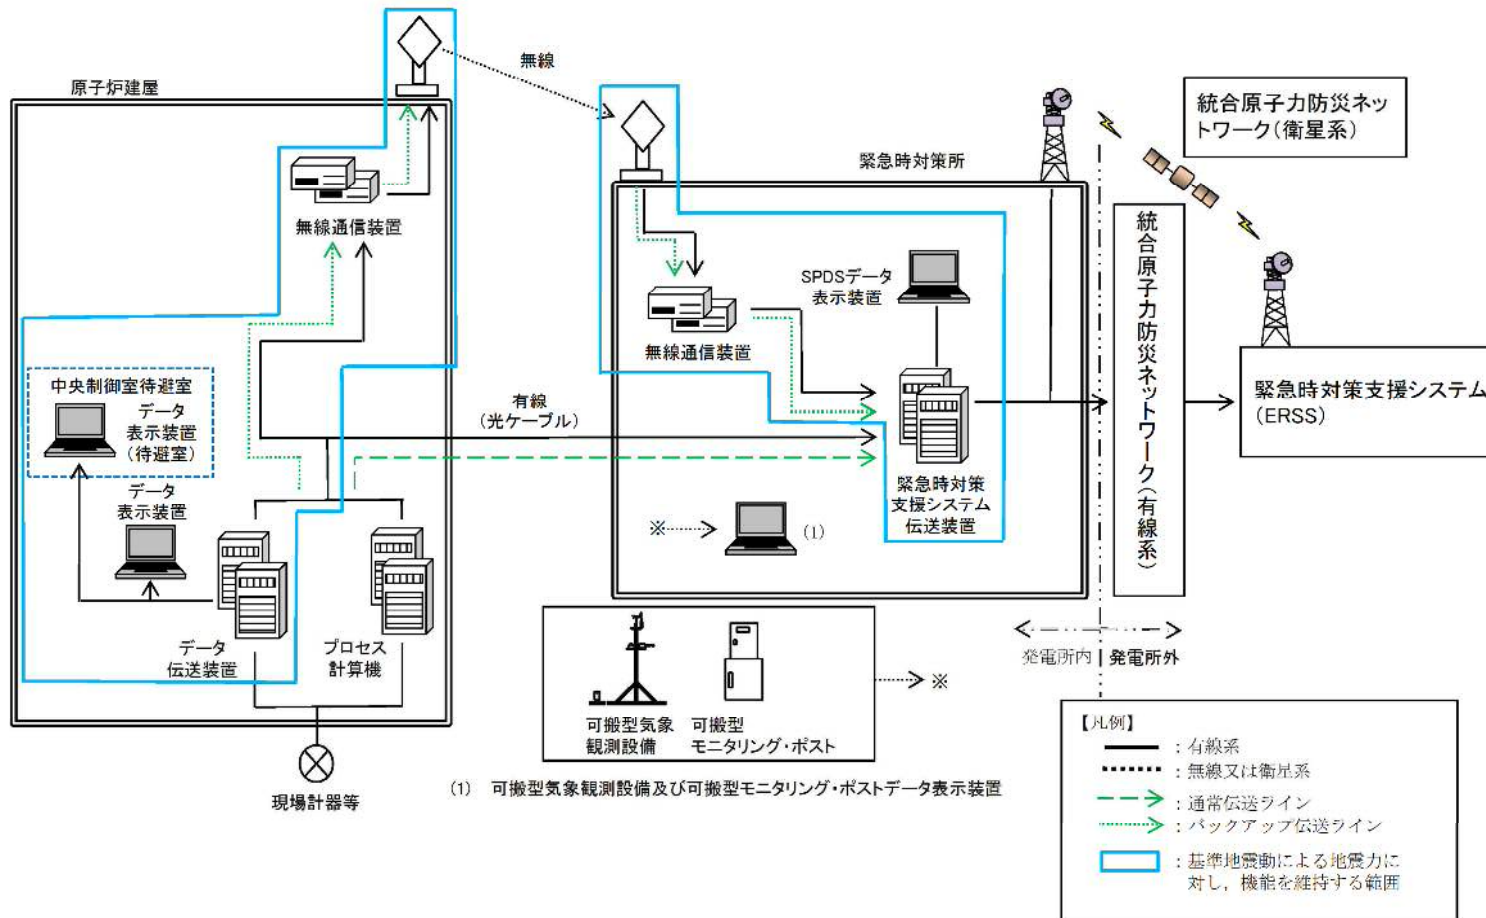 原子炉建屋
無線
無線通信装置
中央制御室待避室
データ
表示装置
(待避室)
データ
表示装置
データ
伝送装置
プロセス
計算機
現場計器等
有線
(光ケーブル)
緊急時対策所
無線通信装置
SPDSデータ
表示装置
緊急時対策
支援システム
伝送装置
※
(1)
可搬型気象
観測設備
可搬型
モニタリング・ポスト
※
(1) 可搬型気象観測設備及び可搬型モニタリング・ポストデータ表示装置
統合原子力防災ネッ
トワーク(衛星系)
統合原子力防災ネットワーク(有線系)
緊急時対策支援システム
(ERSS)
発電所内
発電所外
【凡例】
：有線系
：無線又は衛星系
：通常伝送ライン
：バックアップ伝送ライン
：基準地震動による地震力に
対し，機能を維持する範囲